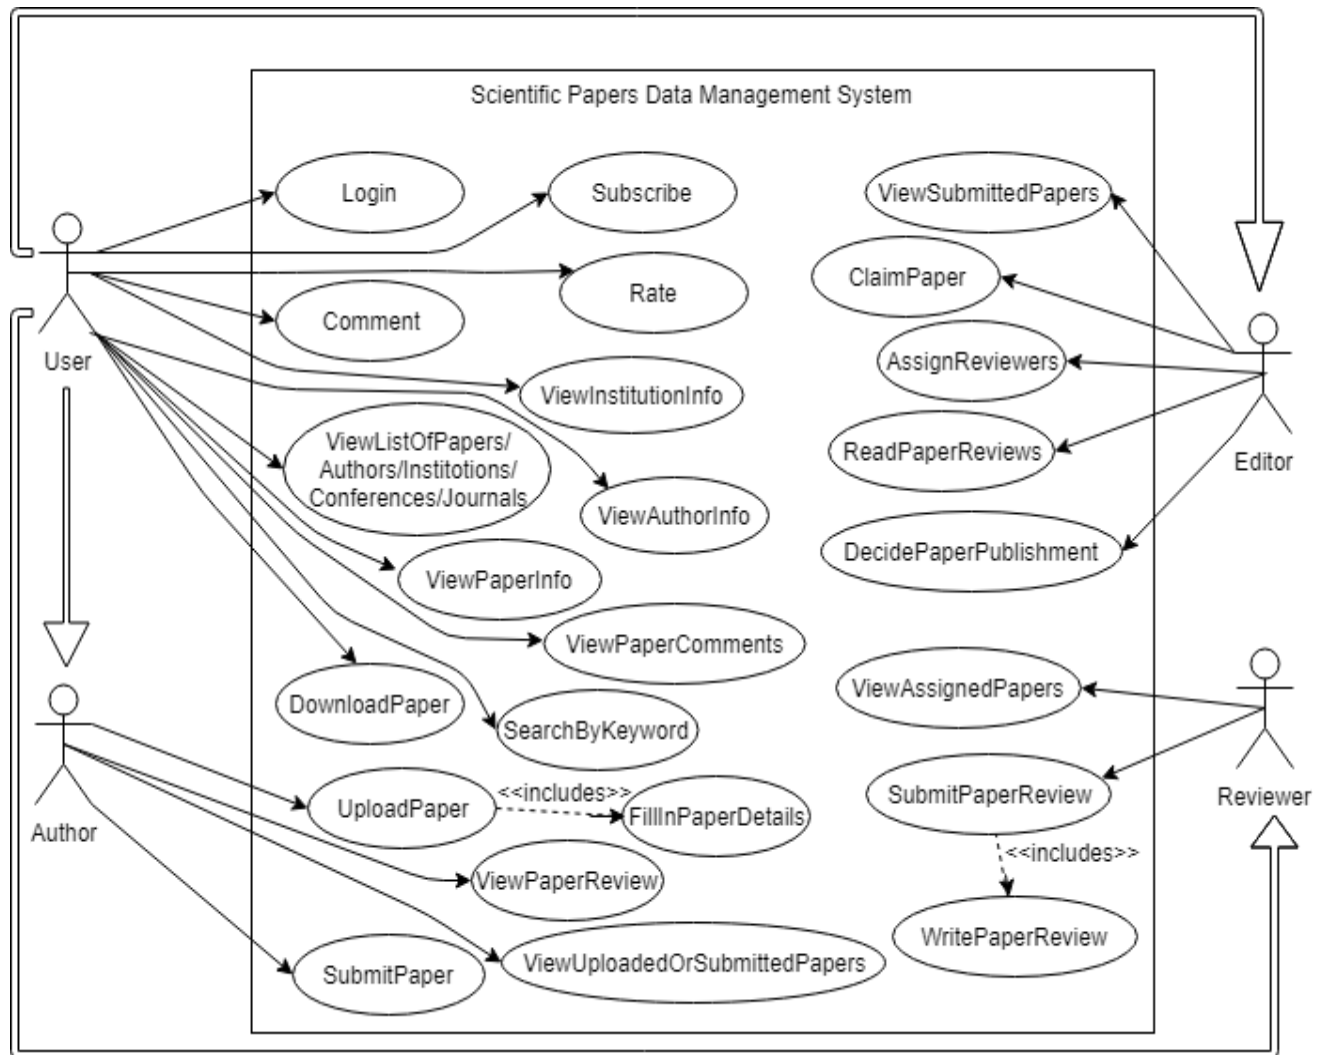 Scientific Papers Data Management System
Login
Subscribe
ViewSubmittedPapers
ClaimPaper
Rate
Comment
User
AssignReviewers
ViewInstitutionInfo
ViewListOfPapers/
Authors/Institotions/
Conferences/Journals
ReadPaperReviews
Editor
ViewAuthorInfo
DecidePaperPublishment
ViewPaperInfo
ViewPaperComments
ViewAssignedPapers
DownloadPaper
SearchByKeyword
<<includes>>
UploadPaper
FillInPaperDetails
SubmitPaperReview
Reviewer
Author
<<includes>>
ViewPaperReview
WritePaperReview
SubmitPaper
ViewUploadedOrSubmittedPapers